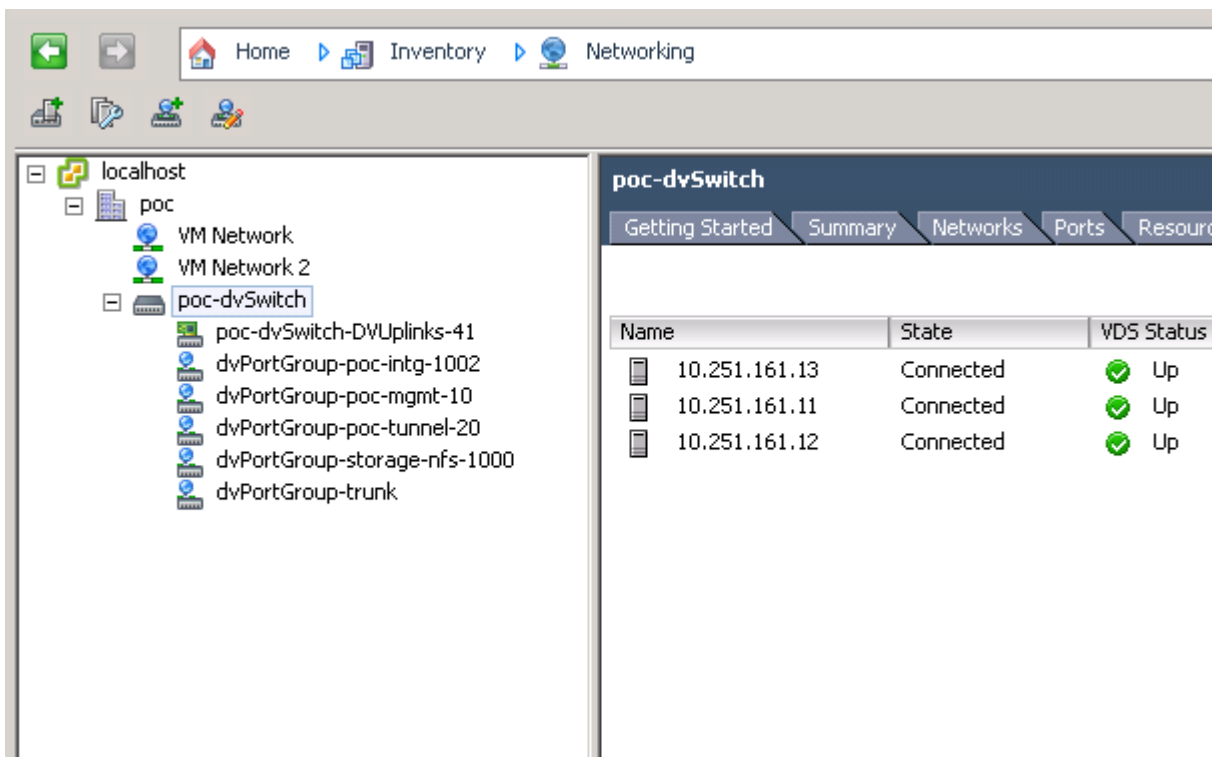 Home Inventory Networking
localhost
poc
VM Network
VM Network 2
poc-dvSwitch
poc-dvSwitch-DVUplinks-41
dvPortGroup-poc-intg-1002
dvPortGroup-poc-mgmt-10
dvPortGroup-poc-tunnel-20
dvPortGroup-storage-nfs-1000
dvPortGroup-trunk
poc-dvSwitch
Getting Started Summary Networks Ports Resourc
Name State VDS Status
10.251.161.13 Connected Up
10.251.161.11 Connected Up
10.251.161.12 Connected Up